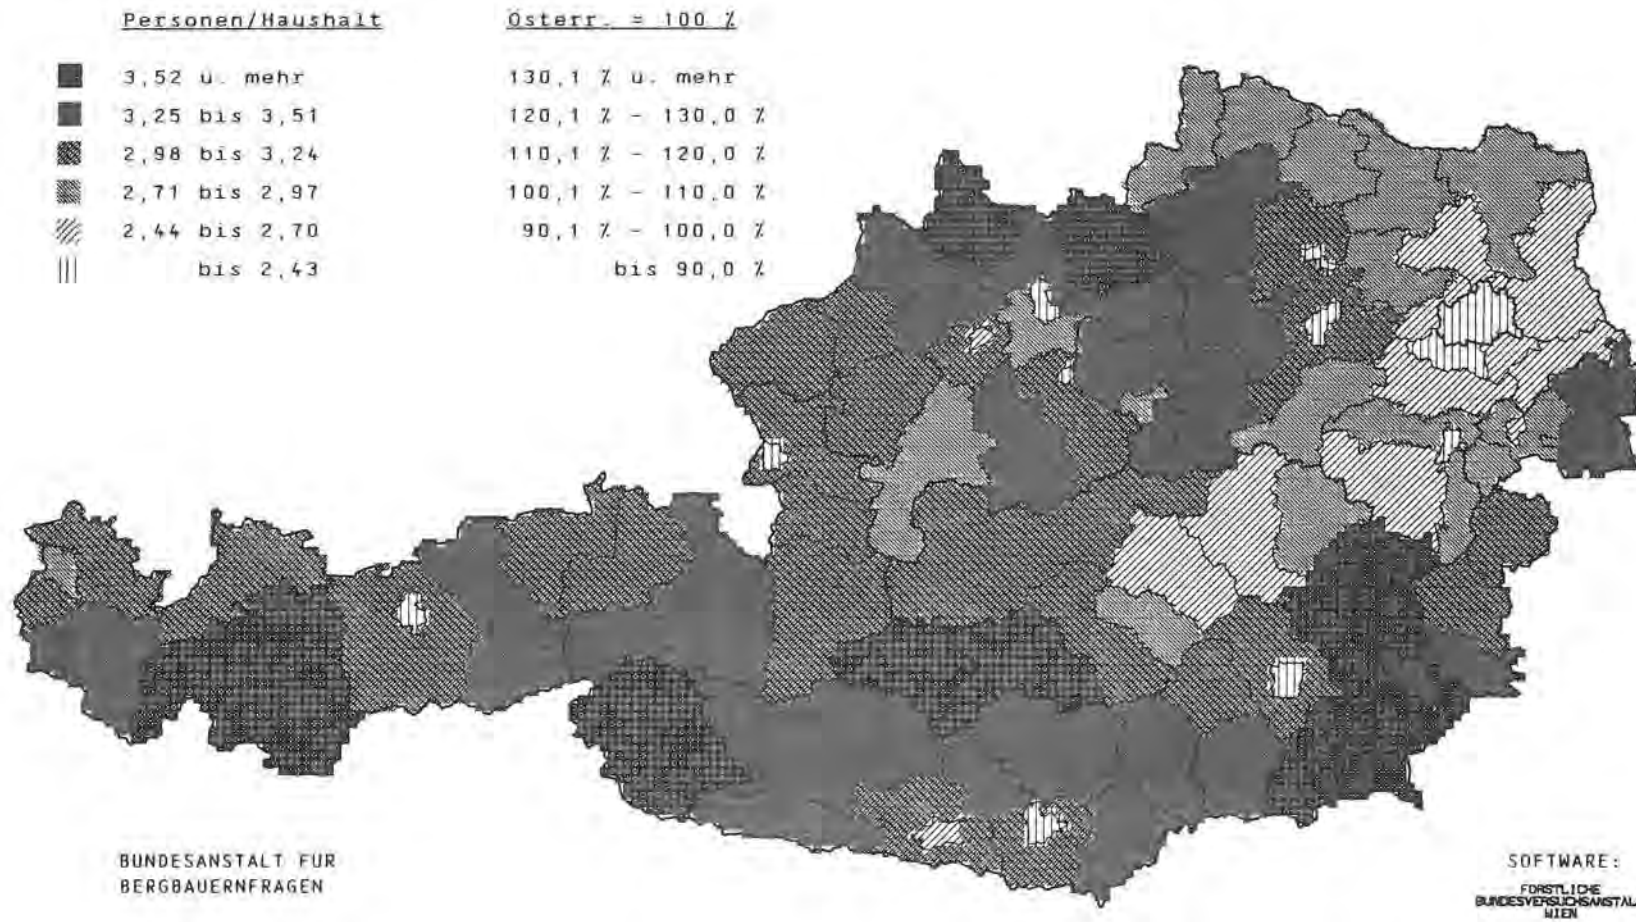 Personen/Haushalt Österr. = 100 %
3,52 u. mehr 130,1 % u. mehr
3,25 bis 3,51 120,1 % - 130,0 %
2,98 bis 3,24 110,1 % - 120,0 %
2,71 bis 2,97 100,1 % - 110,0 %
2,44 bis 2,70 90,1 % - 100,0 %
bis 2,43 bis 90,0 %
BUNDESANSTALT FÜR
BERGBAUERNFRAGEN
SOFTWARE:
FORSTLICHE
BUNDESVERSUCHSANSTAL
WIEN